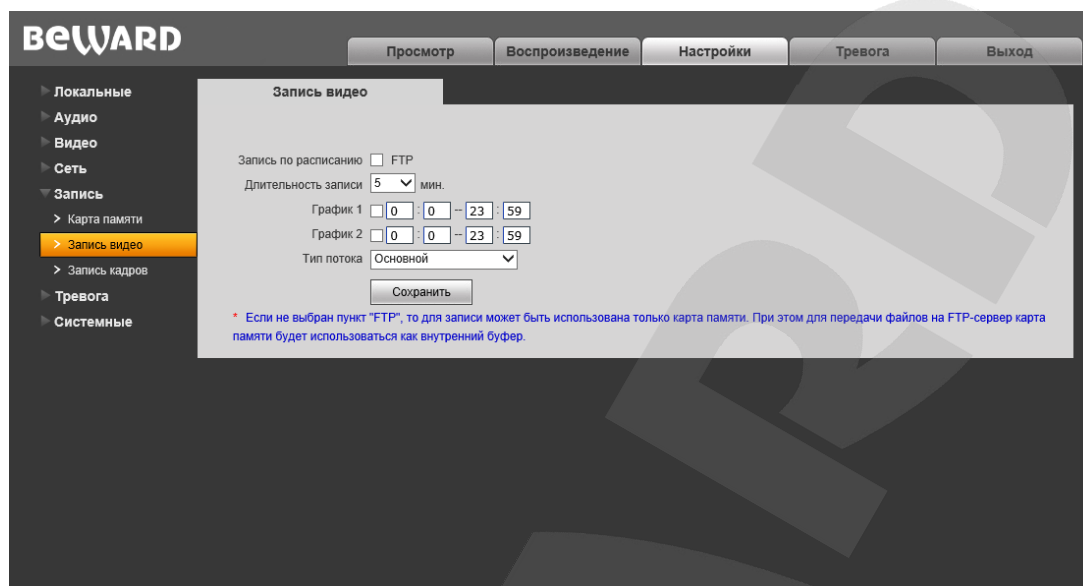 BEWARD
Просмотр Воспроизведение Настройки Тревога Выход
Локальные
Аудио
Видео
Сеть
Запись
> Карта памяти
> Запись видео
> Запись кадров
Тревога
Системные
Запись видео
Запись по расписанию FTP
Длительность записи 5 мин.
График 1 0 : 0 -- 23 : 59
График 2 0 : 0 -- 23 : 59
Тип потока Основной
Сохранить
* Если не выбран пункт "FTP", то для записи может быть использована только карта памяти. При этом для передачи файлов на FTP-сервер карта
памяти будет использоваться как внутренний буфер.